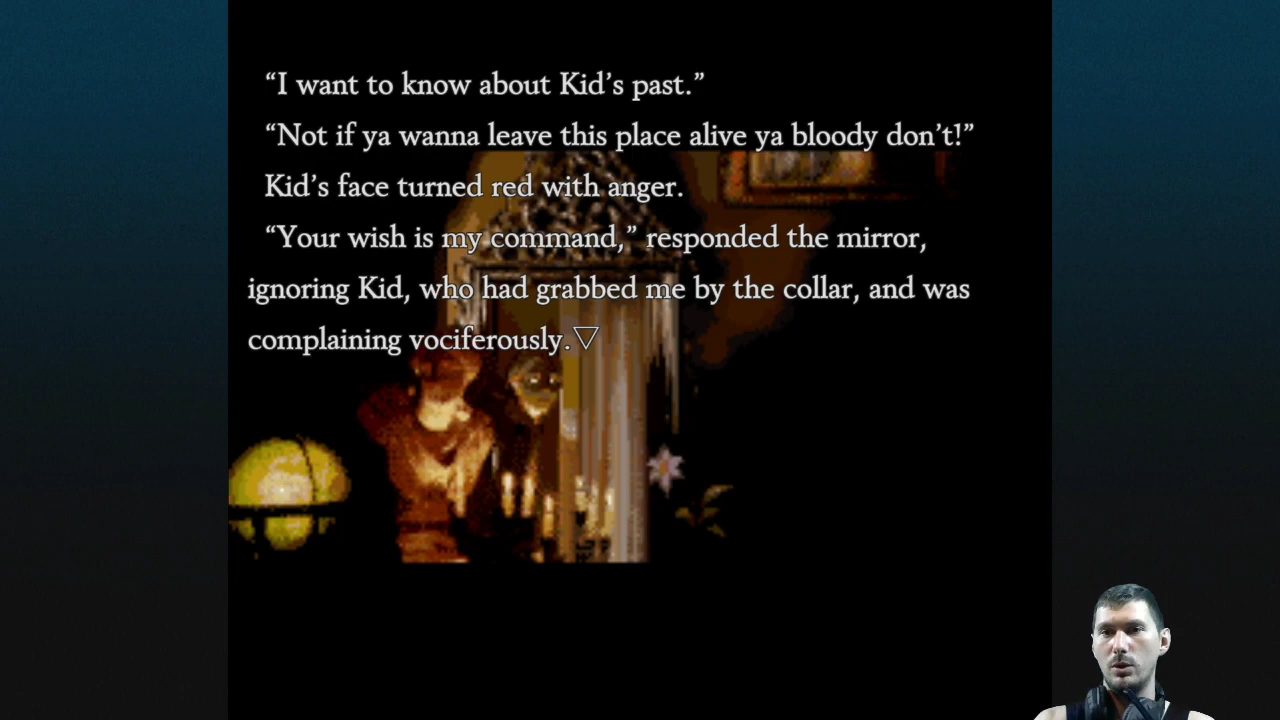 “I want to know about Kid’s past.”
“Not if ya wanna leave this place alive ya bloody don’t!”
Kid’s face turned red with anger.
“Your wish is my command,” responded the mirror,
ignoring Kid, who had grabbed me by the collar, and was
complaining vociferously.▽